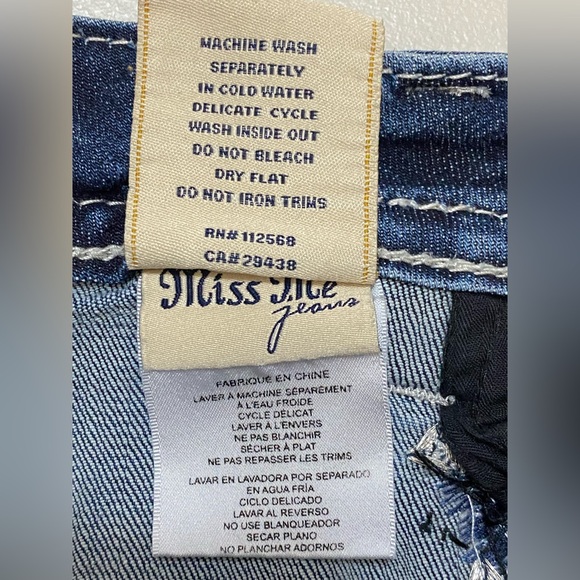 MACHINE WASH
SEPARATELY
IN COLD WATER
DELICATE CYCLE
WASH INSIDE OUT
DO NOT BLEACH
DRY FLAT
DO NOT IRON TRIMS
RN# 112568
CA# 29438
Miss Me
jeans
FABRIQUE EN CHINE
LAVER À MACHINE SÉPAREMENT
À L'EAU FROIDE
CYCLE DÉLICAT
LAVER À L'ENVERS
NE PAS BLANCHIR
SÉCHER À PLAT
NE PAS REPASSER LES TRIMS
LAVAR EN LAVADORA POR SEPARADO
EN AGUA FRÍA
CICLO DELICADO
LAVAR AL REVERSO
NO USE BLANQUEADOR
SECAR PLANO
NO PLANCHAR ADORNOS